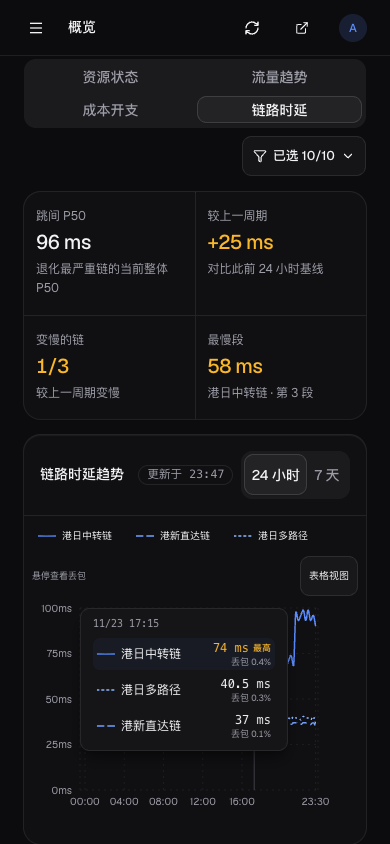 概览
A
资源状态
流量趋势
成本开支
链路时延
已选 10/10
跳间 P50
96 ms
退化最严重链的当前整体
P50
较上一周期
+25 ms
对比此前 24 小时基线
变慢的链
1/3
较上一周期变慢
最慢段
58 ms
港日中转链 · 第 3 段
链路时延趋势
更新于 23:47
24 小时
7 天
港日中转链
港新直达链
港日多路径
悬停查看丢包
表格视图
100ms
75ms
50ms
25ms
0ms
11/23 17:15
港日中转链
74 ms 最高
丢包 0.4%
港日多路径
40.5 ms
丢包 0.3%
港新直达链
37 ms
丢包 0.1%
00:00
04:00
08:00
12:00
16:00
23:30